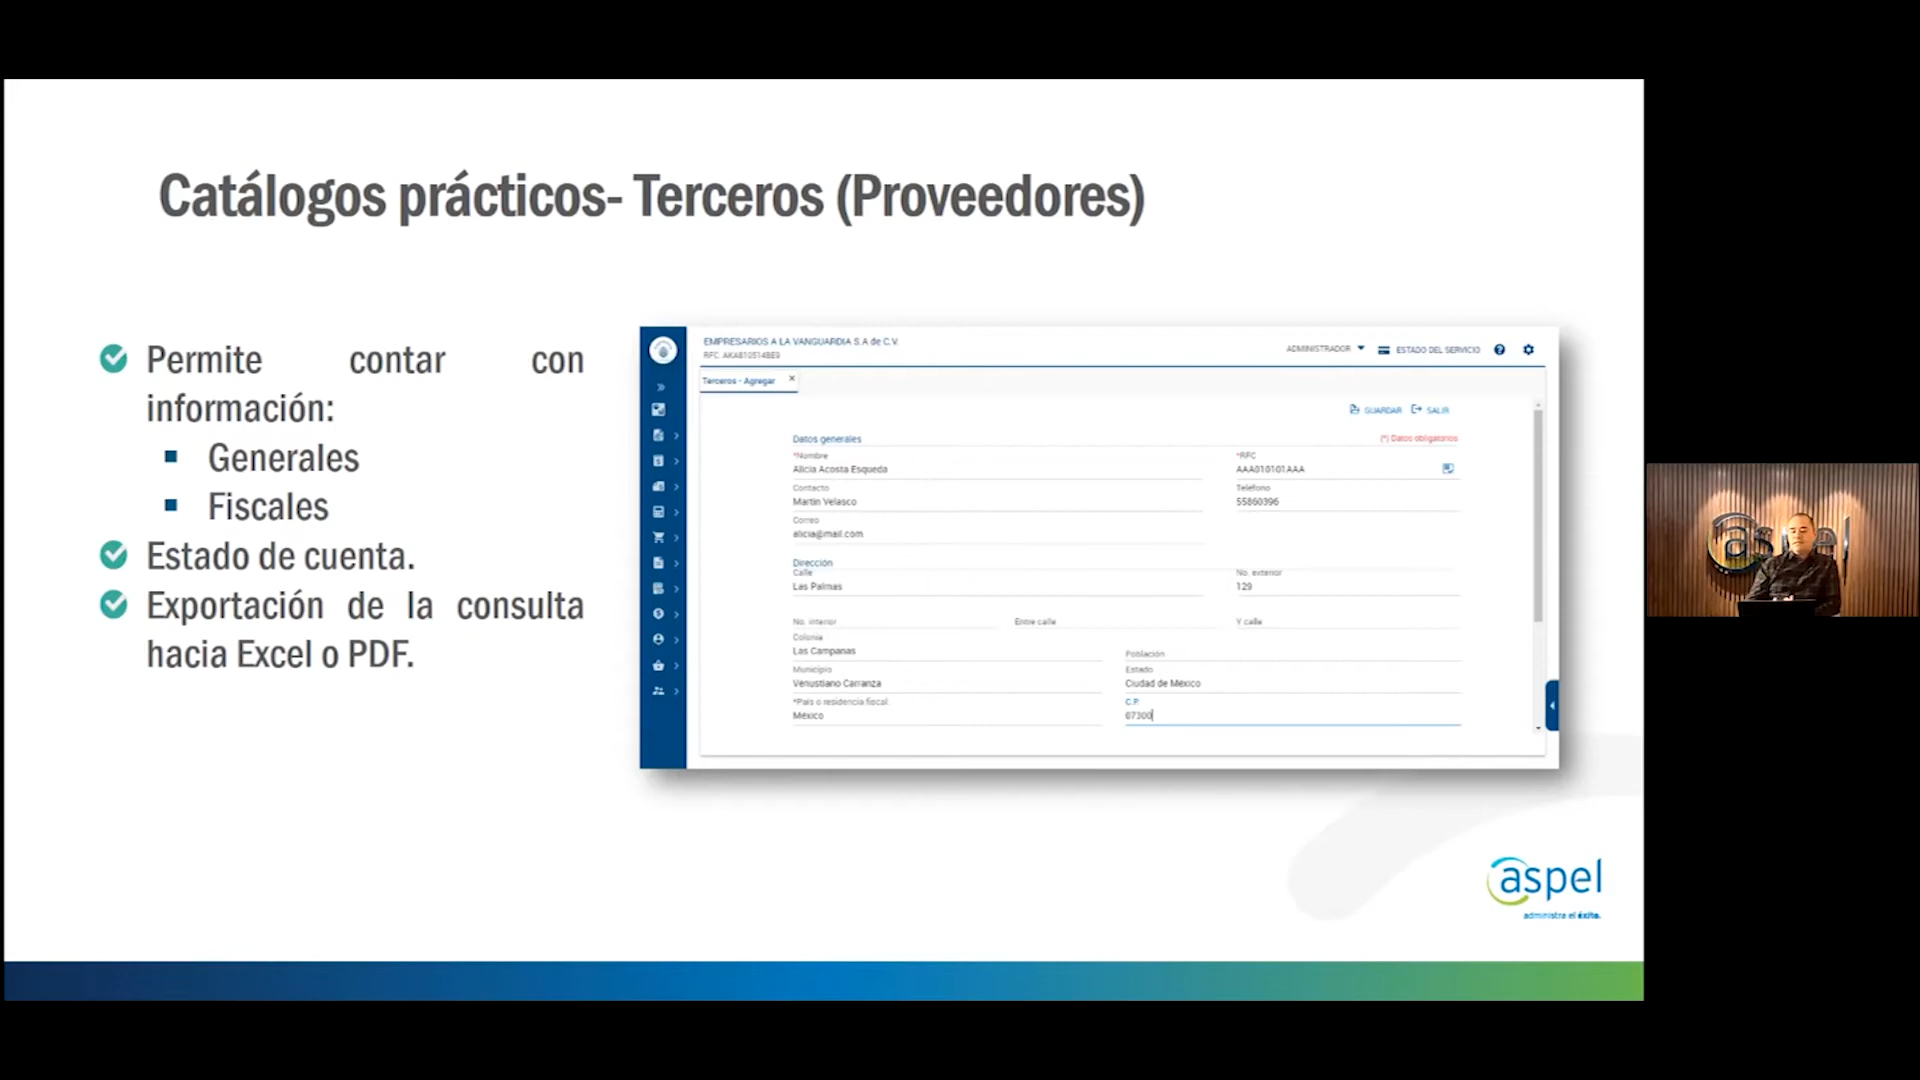 Catálogos prácticos- Terceros (Proveedores)
Permite contar con
información:
Generales
Fiscales
Estado de cuenta.
Exportación de la consulta
hacia Excel o PDF.
EMPRESARIOS A LA VANGUARDIA S.A de C.V.
RFC: AKA810514BE9
ADMINISTRADOR
ESTADO DEL SERVICIO
Terceros - Agregar
GUARDAR SALIR
Datos generales
(*) Datos obligatorios
*Nombre *RFC
Alicia Acosta Esqueda AAA010101AAA
Contacto Teléfono
Martín Velasco 55860396
Correo
alicia@mail.com
Dirección
Calle No. exterior
Las Palmas 129
No. interior Entre calle Y calle
Colonia
Las Campanas Población
Municipio Estado
Venustiano Carranza Ciudad de México
*País o residencia fiscal C.P.
México 07300
aspel
administra el éxito.
aspel